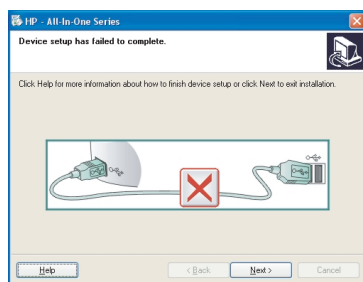 HP - All-In-One Series
Device setup has failed to complete.
Click Help for more information about how to finish device setup or click Next to exit installation.
Help
< Back
Next >
Cancel